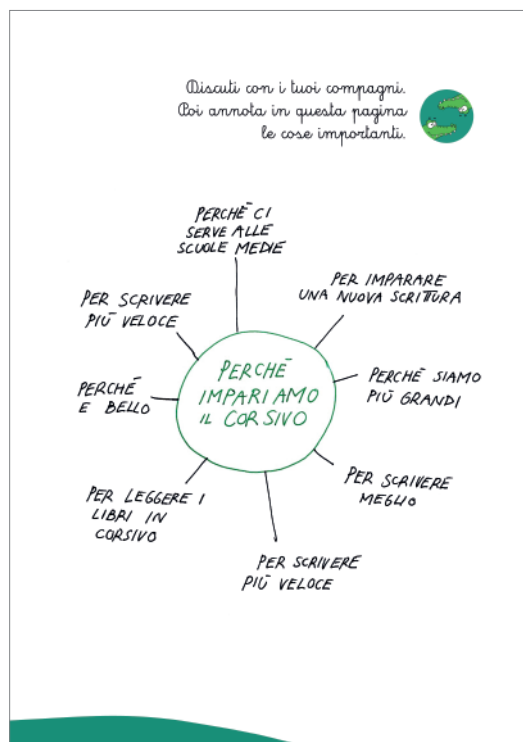 Discuti con i tuoi compagni.
Poi annota in questa pagina
le cose importanti.
PERCHÉ CI
SERVE ALLE
SCUOLE MEDIE
PER IMPARARE
UNA NUOVA SCRITTURA
PER SCRIVERE
PIÙ VELOCE
PERCHÉ
IMPARIAMO
IL CORSIVO
PERCHÉ SIAMO
PIÙ GRANDI
PERCHÉ
E BELLO
PER SCRIVERE
MEGLIO
PER LEGGERE I
LIBRI IN
CORSIVO
PER SCRIVERE
PIÙ VELOCE